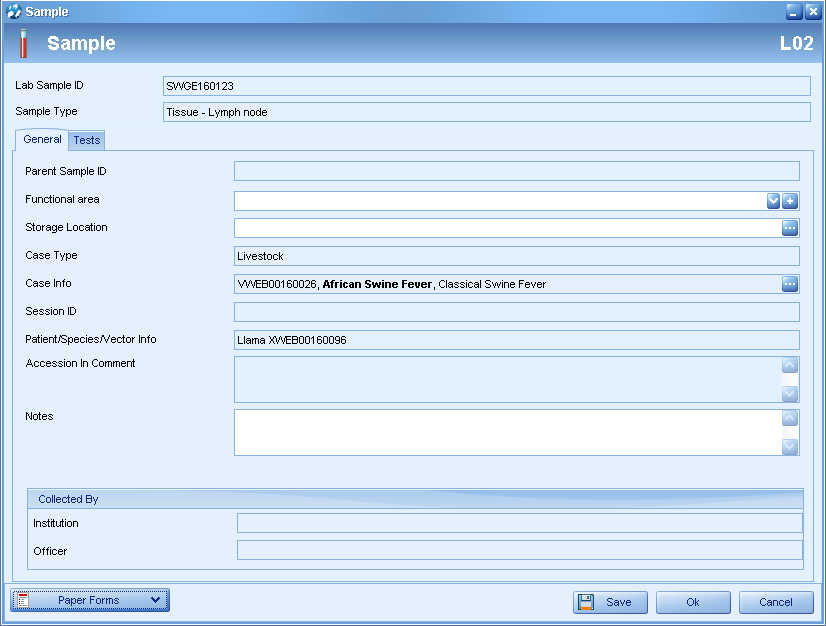 Sample
Sample L02
Lab Sample ID SWGE160123
Sample Type Tissue - Lymph node
General Tests
Parent Sample ID
Functional area
Storage Location
Case Type Livestock
Case Info VWEB00160026, African Swine Fever, Classical Swine Fever
Session ID
Patient/Species/Vector Info Llama XWEB00160096
Accession In Comment
Notes
Collected By
Institution
Officer
Paper Forms Save Ok Cancel